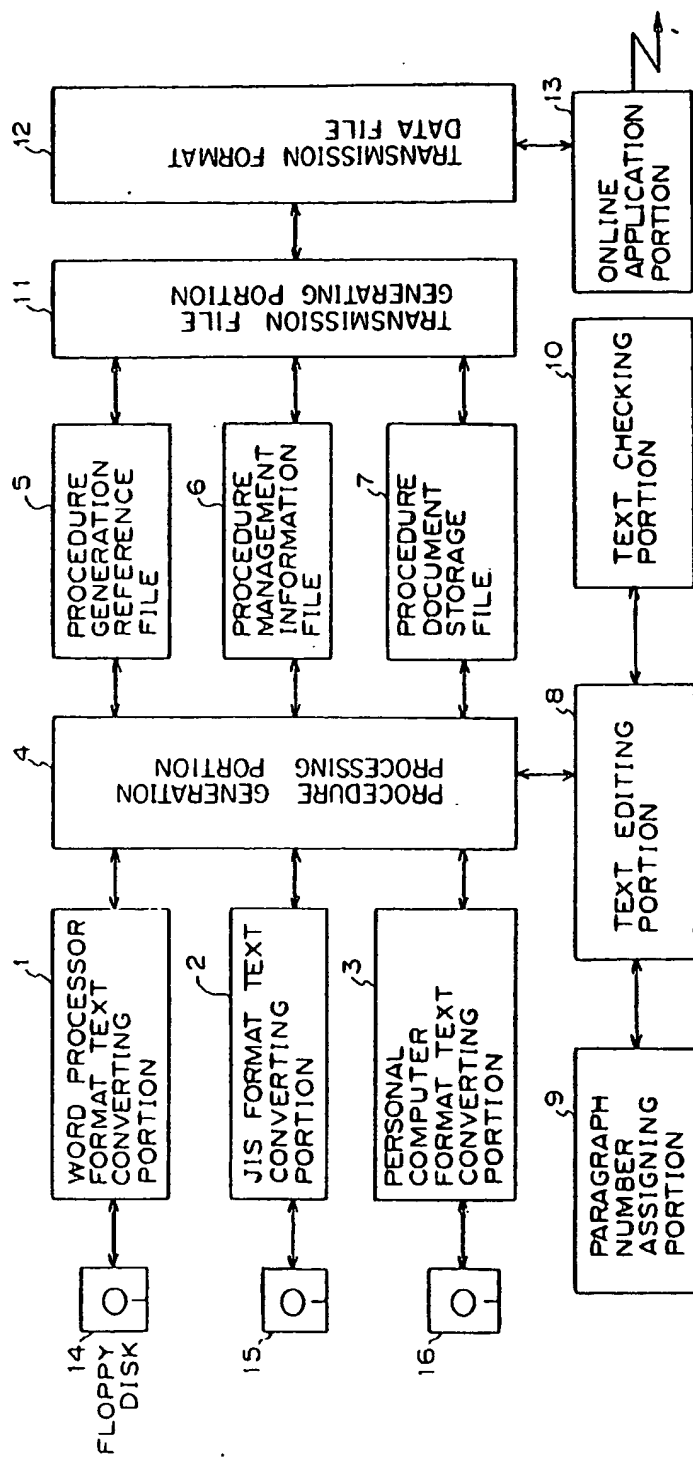 14
FLOPPY
DISK
15
16
1
WORD PROCESSOR
FORMAT TEXT
CONVERTING
PORTION
2
JIS FORMAT TEXT
CONVERTING
PORTION
3
PERSONAL
COMPUTER
FORMAT TEXT
CONVERTING
PORTION
4
PROCEDURE GENERATION
PROCESSING PORTION
5
PROCEDURE
GENERATION
REFERENCE
FILE
6
PROCEDURE
MANAGEMENT
INFORMATION
FILE
7
PROCEDURE
DOCUMENT
STORAGE
FILE
11
TRANSMISSION FILE
GENERATING PORTION
12
TRANSMISSION FORMAT
DATA FILE
9
PARAGRAPH
NUMBER
ASSIGNING
PORTION
8
TEXT EDITING
PORTION
10
TEXT CHECKING
PORTION
13
ONLINE
APPLICATION
PORTION